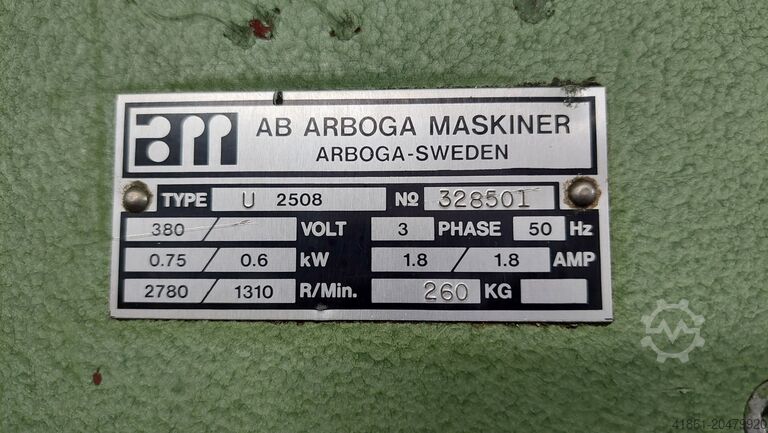 am AB ARBOGA MASKINER
ARBOGA-SWEDEN
TYPE U 2508 No 328501
380 / VOLT 3 PHASE 50 Hz
0.75 / 0.6 kW 1.8 / 1.8 AMP
2780 / 1310 R/Min. 260 KG
41861-20479920